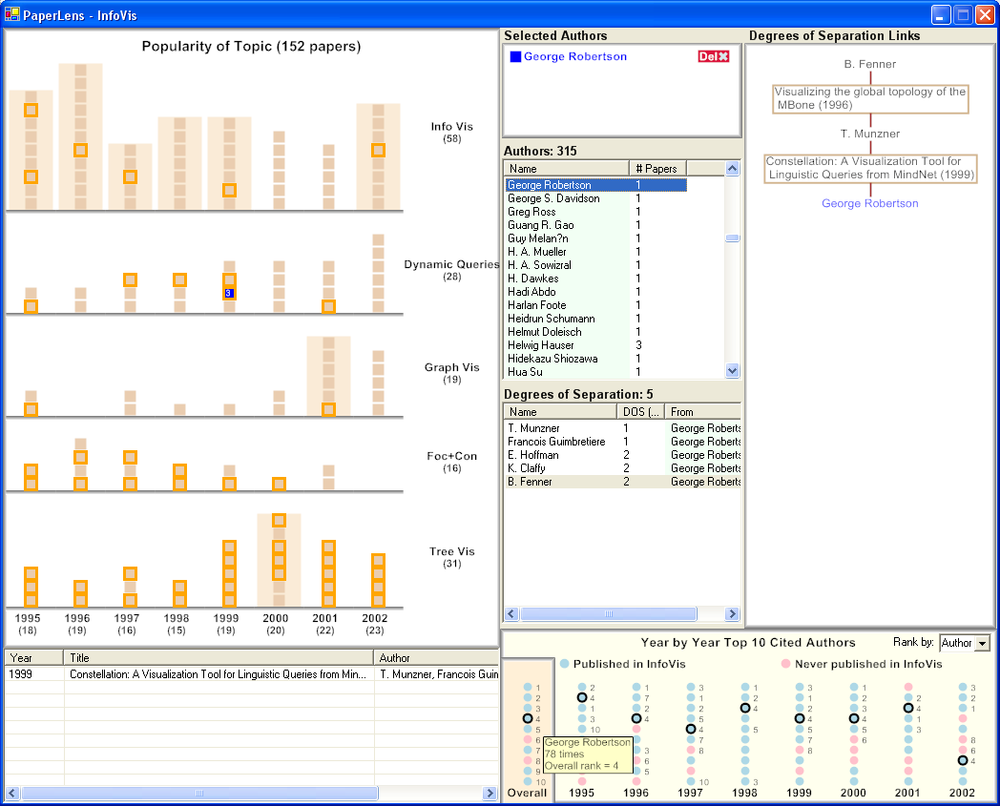 PaperLens - InfoVis
Popularity of Topic (152 papers)
Info Vis
(58)
Dynamic Queries
(28)
3
Graph Vis
(19)
Foc+Con
(16)
Tree Vis
(31)
1995 1996 1997 1998 1999 2000 2001 2002
(18) (19) (16) (15) (19) (20) (22) (23)
Year Title Author
1999 Constellation: A Visualization Tool for Linguistic Queries from Min... T. Munzner, Francois Guim
Selected Authors
George Robertson Del
Authors: 315
Name # Papers
George Robertson 1
George S. Davidson 1
Greg Ross 1
Guang R. Gao 1
Guy Melan?n 1
H. A. Mueller 1
H. A. Sowizral 1
H. Dawkes 1
Hadi Abdo 1
Harlan Foote 1
Heidrun Schumann 1
Helmut Doleisch 1
Helwig Hauser 3
Hidekazu Shiozawa 1
Hua Su 1
Degrees of Separation: 5
Name DOS (... From
T. Munzner 1 George Roberts
Francois Guimbretiere 1 George Roberts
E. Hoffman 2 George Roberts
K. Claffy 2 George Roberts
B. Fenner 2 George Roberts
Degrees of Separation Links
B. Fenner
Visualizing the global topology of the
MBone (1996)
T. Munzner
Constellation: A Visualization Tool for
Linguistic Queries from MindNet (1999)
George Robertson
Year by Year Top 10 Cited Authors Rank by: Author
Published in InfoVis Never published in InfoVis
1 2 1 3 1 3 1 3
2 4 7 1 2 1 2 2
3 1 2 2 4 2 3 4
4 3 4 5 4 4 1
5 10 4 5 5 5 3
6 7 7 6 8
7 3 8 8 6
8 6 4
9 5
10 10 3
George Robertson
78 times
Overall rank = 4
Overall 1995 1996 1997 1998 1999 2000 2001 2002